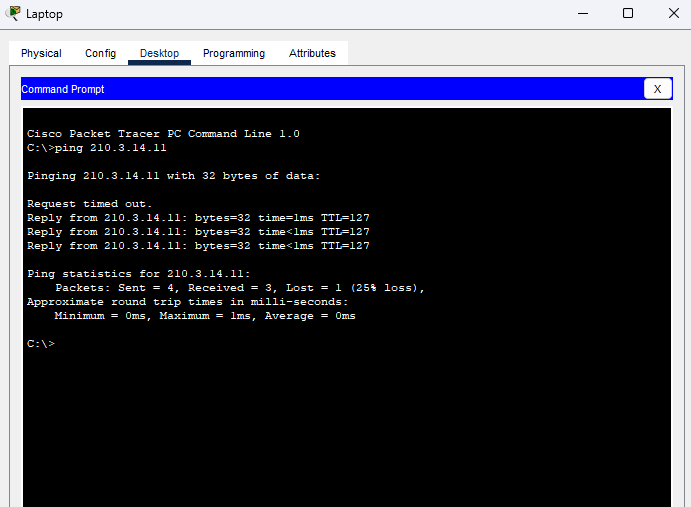 Laptop
Physical Config Desktop Programming Attributes
Command Prompt X
Cisco Packet Tracer PC Command Line 1.0
C:\>ping 210.3.14.11
Pinging 210.3.14.11 with 32 bytes of data:
Request timed out.
Reply from 210.3.14.11: bytes=32 time=1ms TTL=127
Reply from 210.3.14.11: bytes=32 time<1ms TTL=127
Reply from 210.3.14.11: bytes=32 time<1ms TTL=127
Ping statistics for 210.3.14.11:
Packets: Sent = 4, Received = 3, Lost = 1 (25% loss),
Approximate round trip times in milli-seconds:
Minimum = 0ms, Maximum = 1ms, Average = 0ms
C:\>